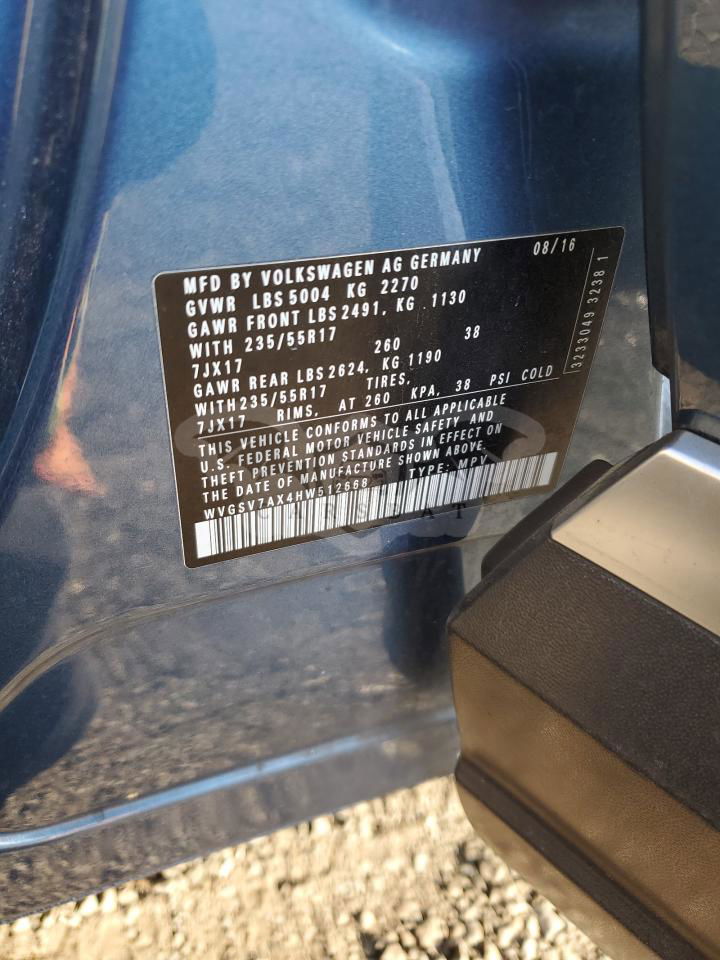 MFD BY VOLKSWAGEN AG GERMANY 08/16
GVWR LBS 5004 KG 2270
GAWR FRONT LBS 2491, KG 1130
WITH 235/55R17
7JX17 260 38
GAWR REAR LBS 2624, KG 1190
WITH 235/55R17 TIRES,
7JX17 RIMS, AT 260 KPA, 38 PSI COLD
THIS VEHICLE CONFORMS TO ALL APPLICABLE
U.S. FEDERAL MOTOR VEHICLE SAFETY AND
THEFT PREVENTION STANDARDS IN EFFECT ON
THE DATE OF MANUFACTURE SHOWN ABOVE.
WVGSV7AX4HW512668 TYPE: MPV
3233049 3238 1